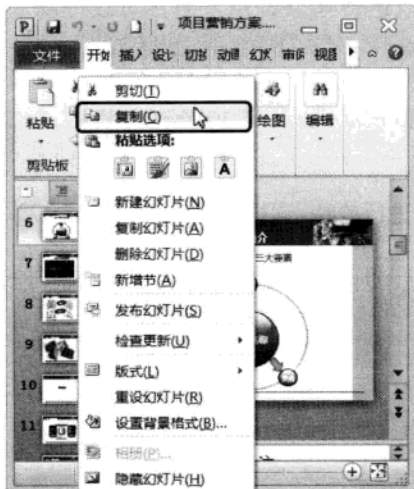 项目营销方案....
文件 开始 插入 设计 切换 动画 幻灯 审阅 视图
粘贴
剪贴板
绘图 编辑
剪切(T)
复制(C)
粘贴选项:
A
新建幻灯片(N)
复制幻灯片(A)
删除幻灯片(D)
新增节(A)
发布幻灯片(S)
检查更新(U)
版式(L)
重设幻灯片(R)
设置背景格式(B)...
相册(P)...
隐藏幻灯片(H)
6
7
8
9
10
11
介
三大要素